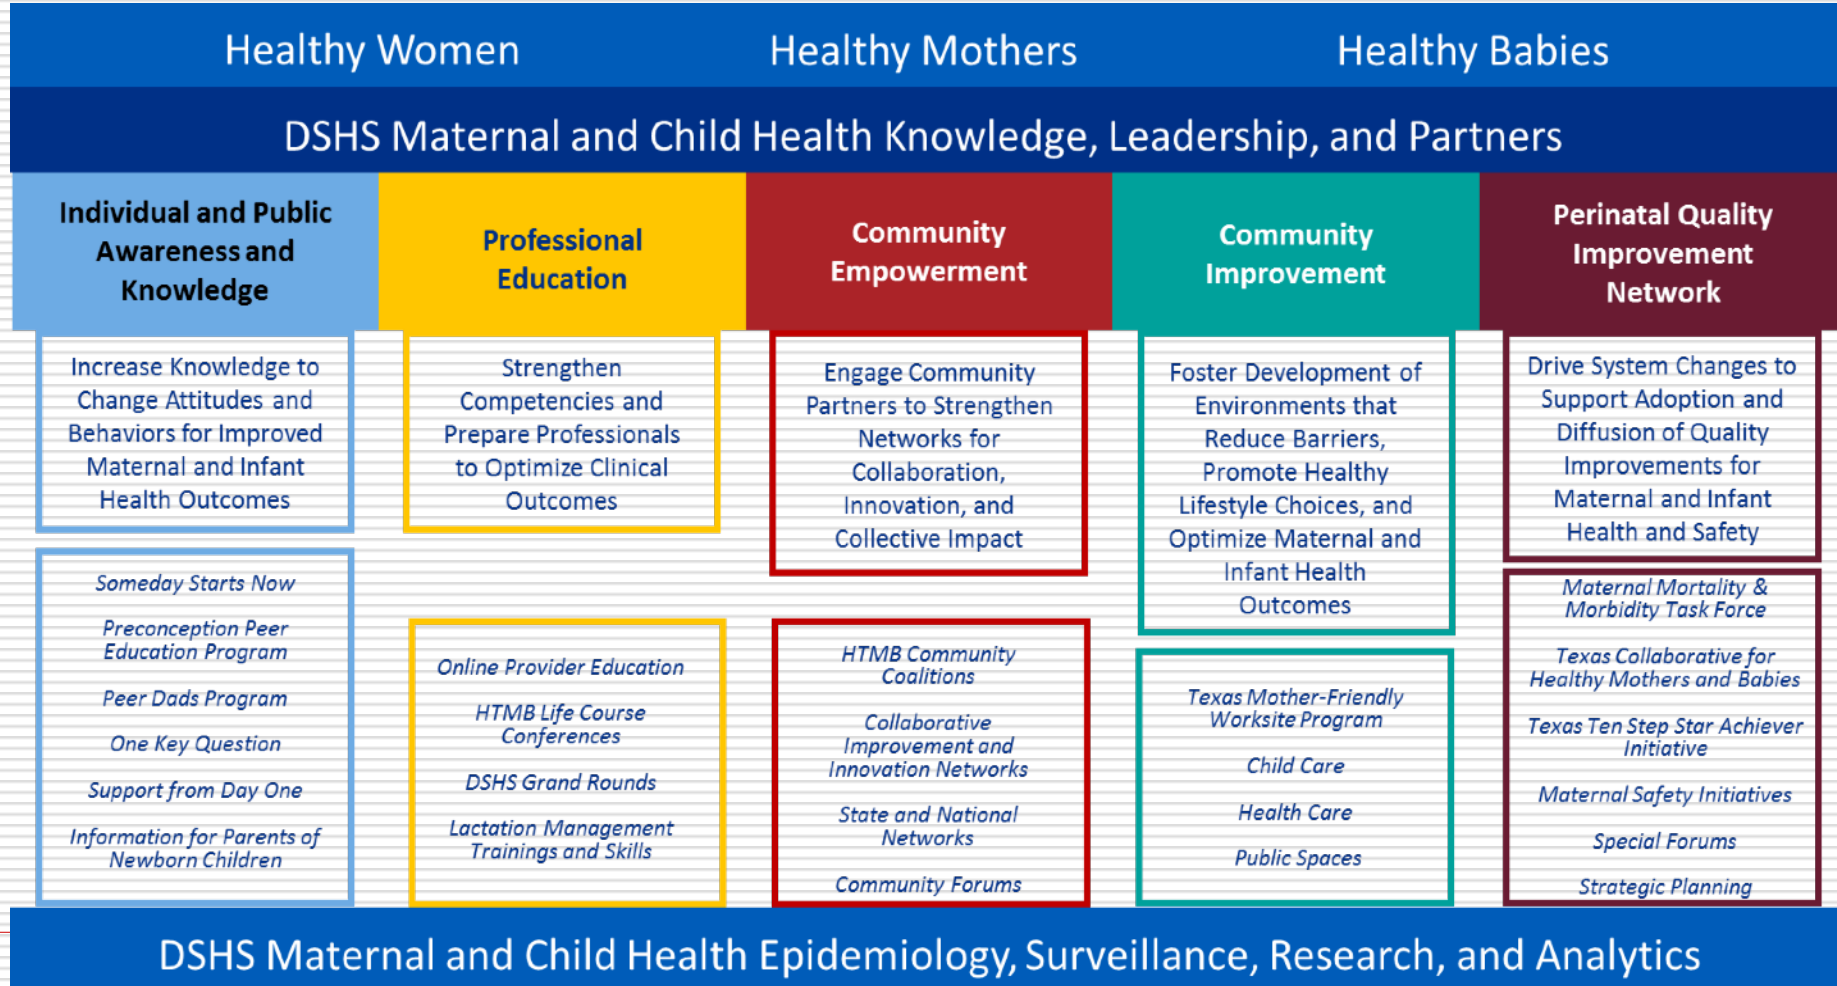 Healthy Women
Healthy Mothers
Healthy Babies
DSHS Maternal and Child Health Knowledge, Leadership, and Partners
Individual and Public
Awareness and
Knowledge
Increase Knowledge to
Change Attitudes and
Behaviors for Improved
Maternal and Infant
Health Outcomes
Someday Starts Now
Preconception Peer
Education Program
Peer Dads Program
One Key Question
Support from Day One
Information for Parents of
Newborn Children
Professional
Education
Strengthen
Competencies and
Prepare Professionals
to Optimize Clinical
Outcomes
Online Provider Education
HTMB Life Course
Conferences
DSHS Grand Rounds
Lactation Management
Trainings and Skills
Community
Empowerment
Engage Community
Partners to Strengthen
Networks for
Collaboration,
Innovation, and
Collective Impact
HTMB Community
Coalitions
Collaborative
Improvement and
Innovation Networks
State and National
Networks
Community Forums
Community
Improvement
Foster Development of
Environments that
Reduce Barriers,
Promote Healthy
Lifestyle Choices, and
Optimize Maternal and
Infant Health
Outcomes
Texas Mother-Friendly
Worksite Program
Child Care
Health Care
Public Spaces
Perinatal Quality
Improvement
Network
Drive System Changes to
Support Adoption and
Diffusion of Quality
Improvements for
Maternal and Infant
Health and Safety
Maternal Mortality &
Morbidity Task Force
Texas Collaborative for
Healthy Mothers and Babies
Texas Ten Step Star Achiever
Initiative
Maternal Safety Initiatives
Special Forums
Strategic Planning
DSHS Maternal and Child Health Epidemiology, Surveillance, Research, and Analytics